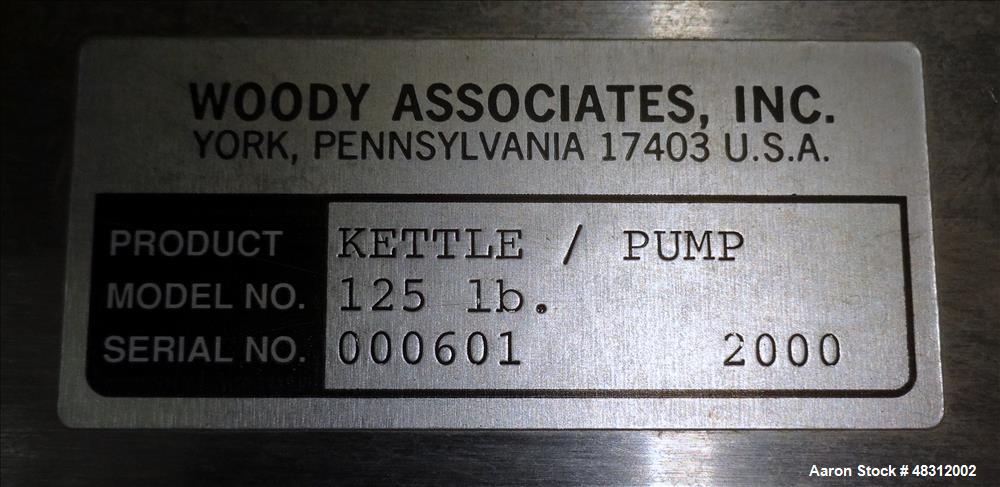 WOODY ASSOCIATES, INC.
YORK, PENNSYLVANIA 17403 U.S.A.
PRODUCT KETTLE / PUMP
MODEL NO. 125 lb.
SERIAL NO. 000601 2000
Aaron Stock # 48312002